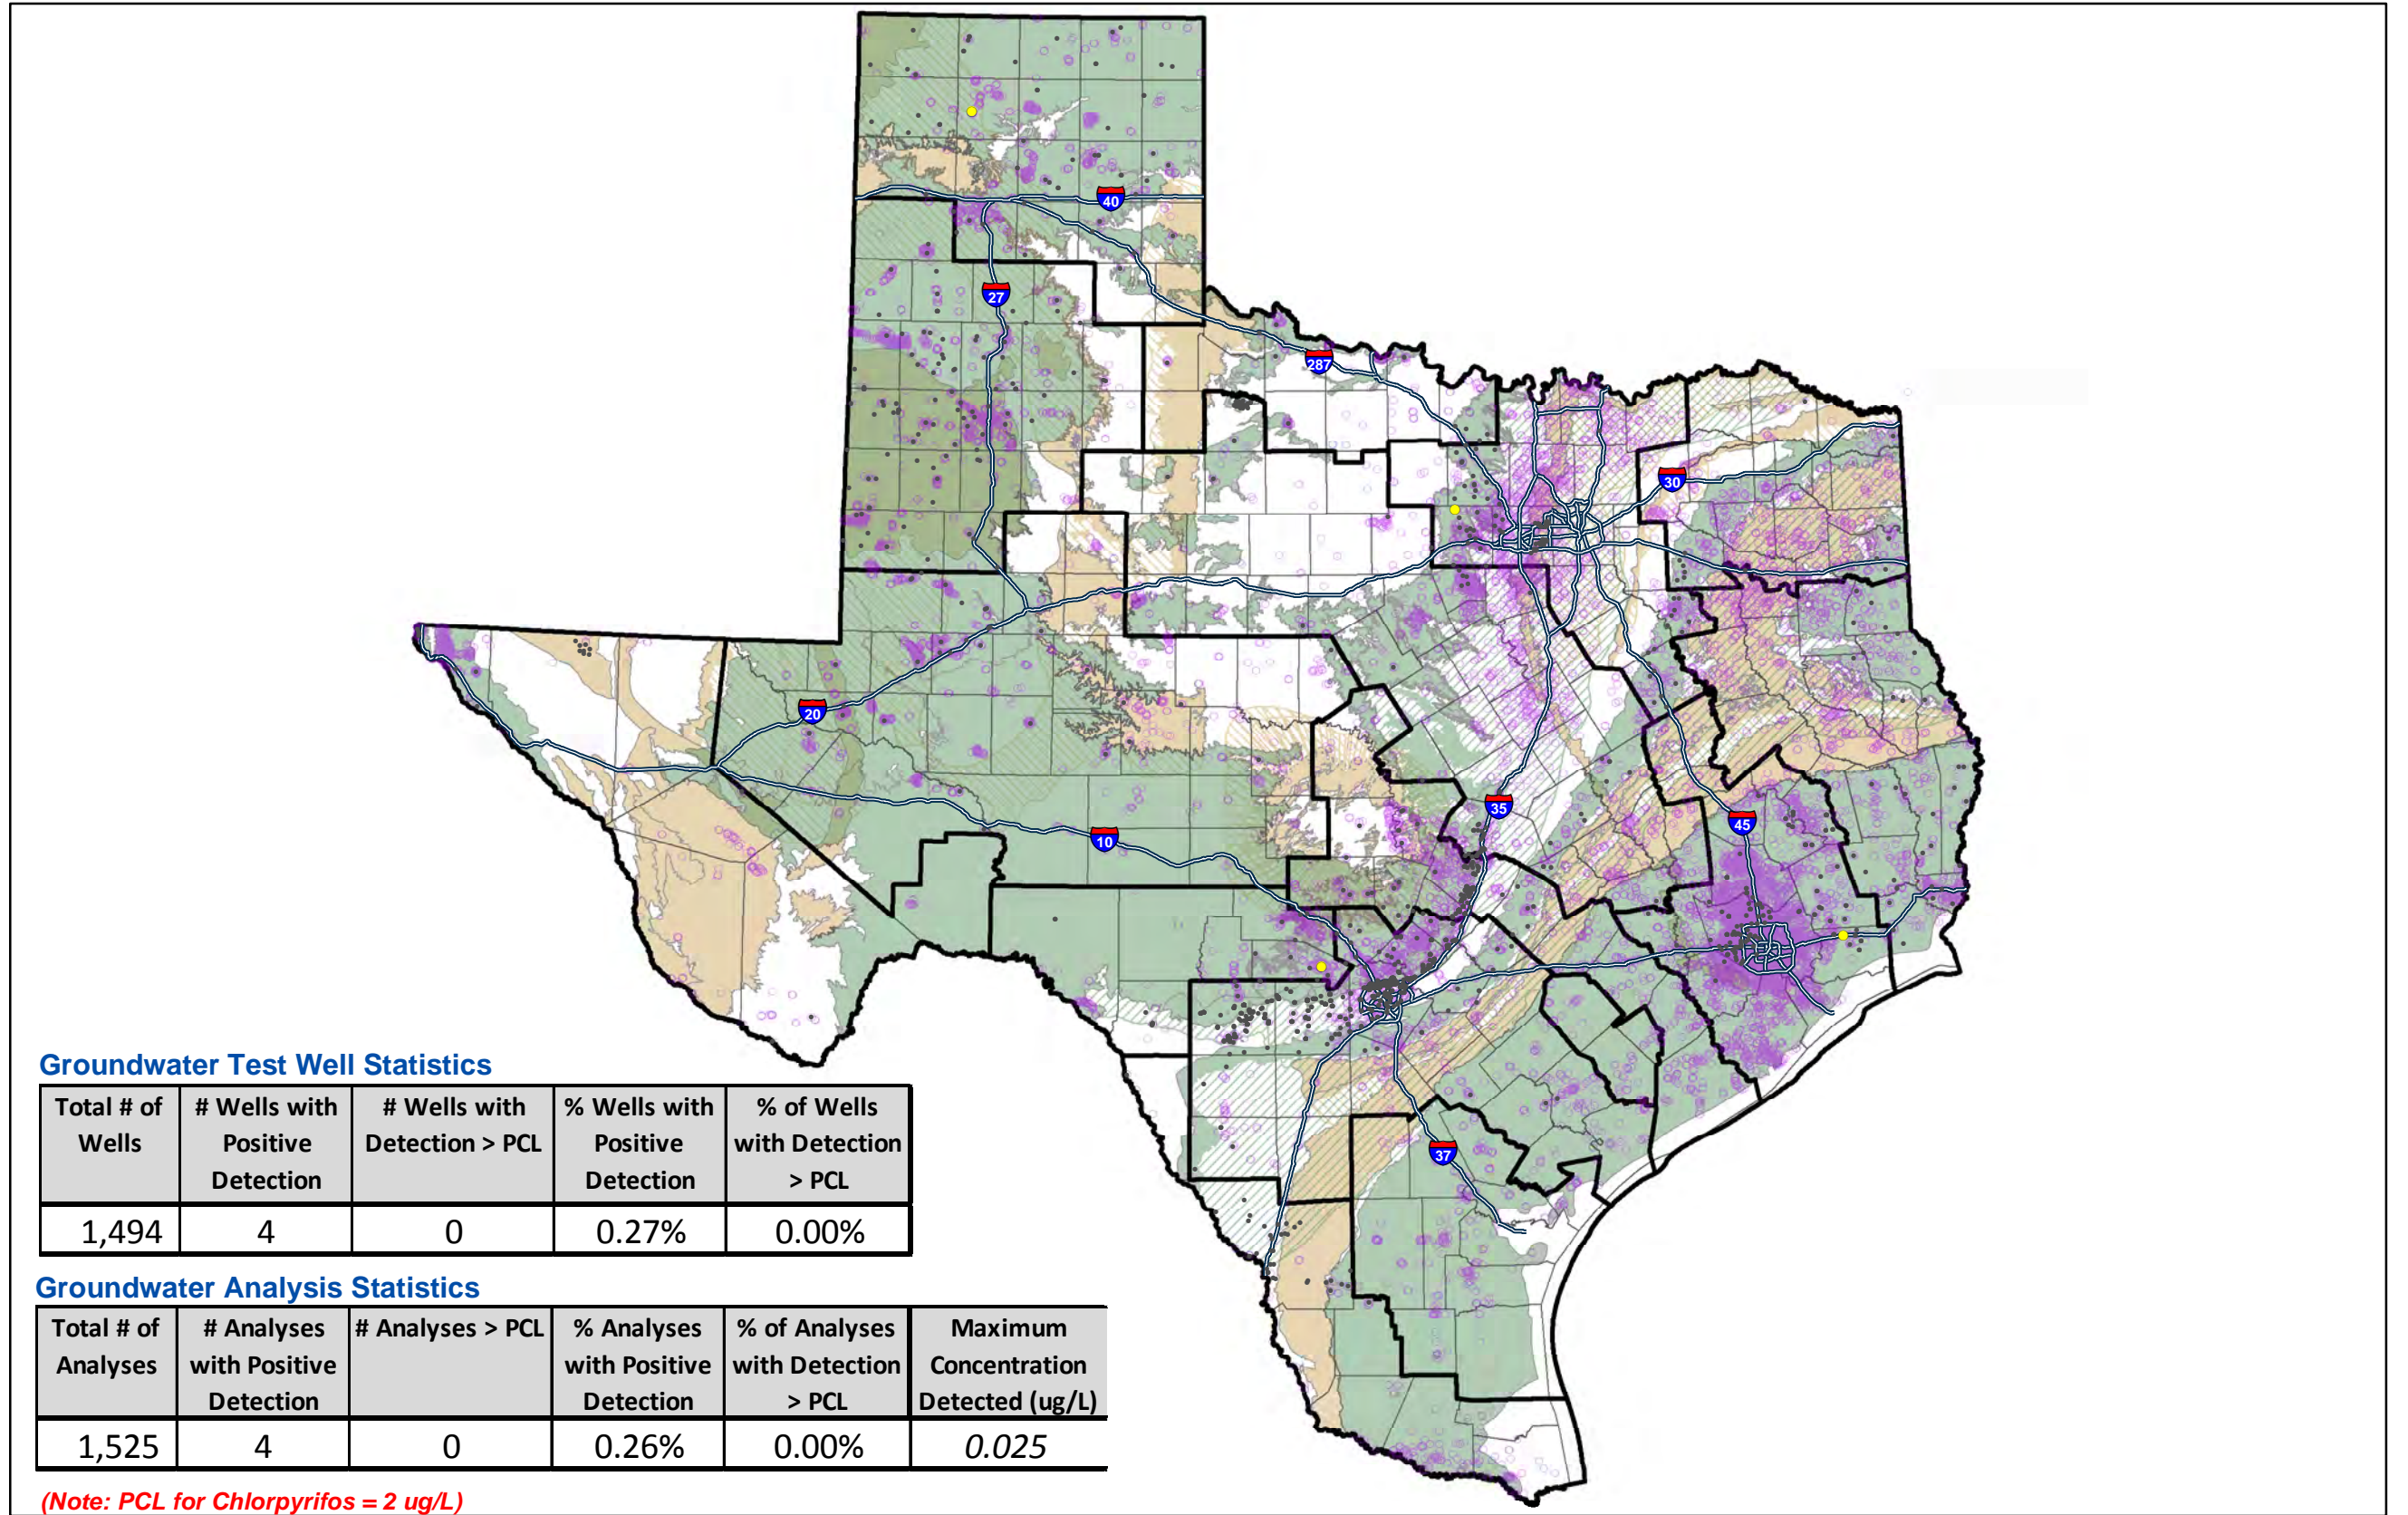 40
27
287
30
20
35
45
10
37
Groundwater Test Well Statistics
Total # of Wells | # Wells with Positive Detection | # Wells with Detection > PCL | % Wells with Positive Detection | % of Wells with Detection > PCL
1,494 | 4 | 0 | 0.27% | 0.00%
Groundwater Analysis Statistics
Total # of Analyses | # Analyses with Positive Detection | # Analyses > PCL | % Analyses with Positive Detection | % of Analyses with Detection > PCL | Maximum Concentration Detected (ug/L)
1,525 | 4 | 0 | 0.26% | 0.00% | 0.025
(Note: PCL for Chlorpyrifos = 2 ug/L)